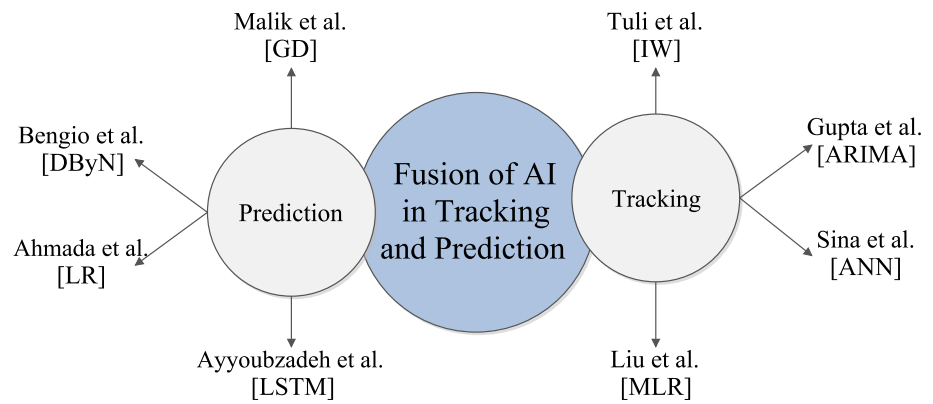 Malik et al.
[GD]
Tuli et al.
[IW]
Bengio et al.
[DByN]
Gupta et al.
[ARIMA]
Fusion of AI
in Tracking
and Prediction
Prediction
Tracking
Ahmada et al.
[LR]
Sina et al.
[ANN]
Ayyoubzadeh et al.
[LSTM]
Liu et al.
[MLR]